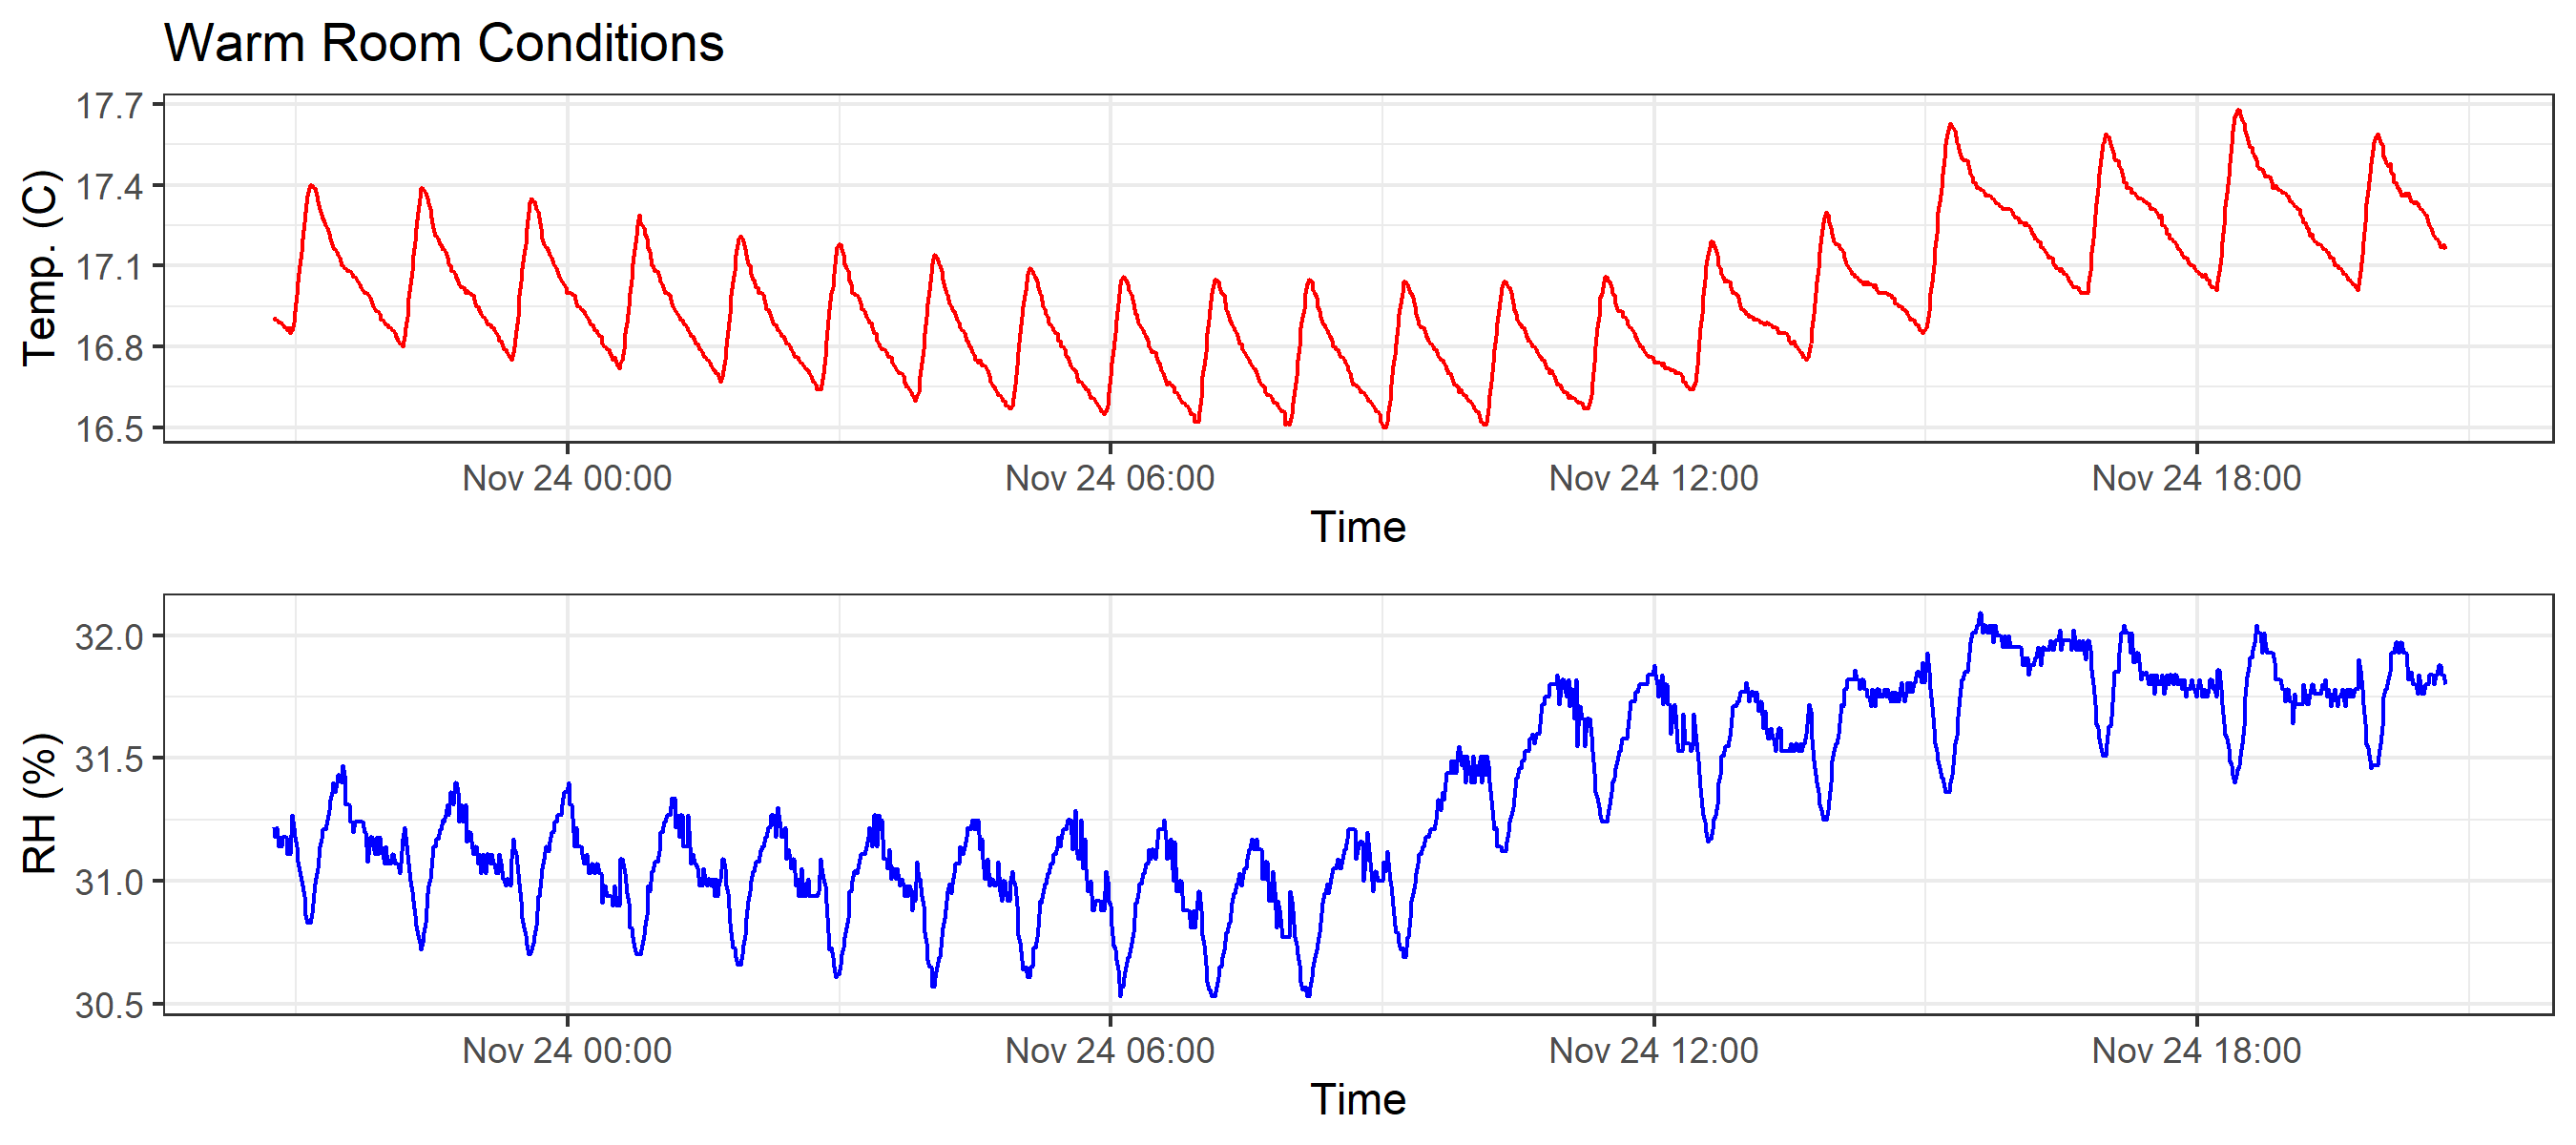 Warm Room Conditions
Temp. (C)
17.7
17.4
17.1
16.8
16.5
Nov 24 00:00 Nov 24 06:00 Nov 24 12:00 Nov 24 18:00
Time
RH (%)
32.0
31.5
31.0
30.5
Nov 24 00:00 Nov 24 06:00 Nov 24 12:00 Nov 24 18:00
Time